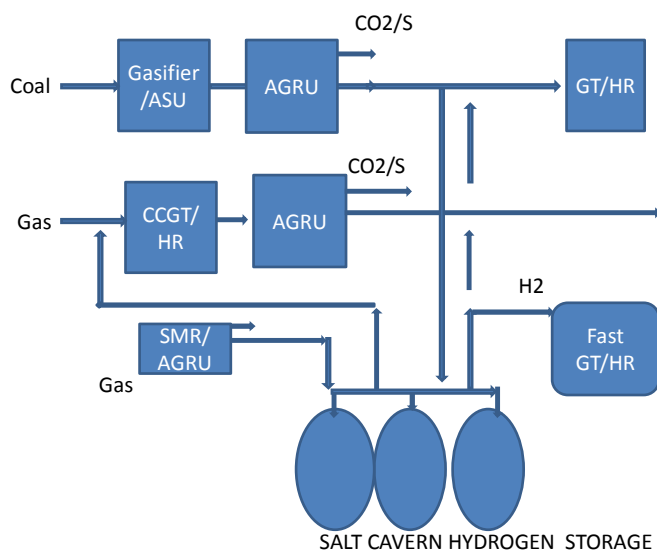 CO2/S
Coal
Gasifier
/ASU
AGRU
GT/HR
CO2/S
Gas
CCGT/
HR
AGRU
H2
SMR/
AGRU
Fast
GT/HR
Gas
SALT CAVERN HYDROGEN STORAGE